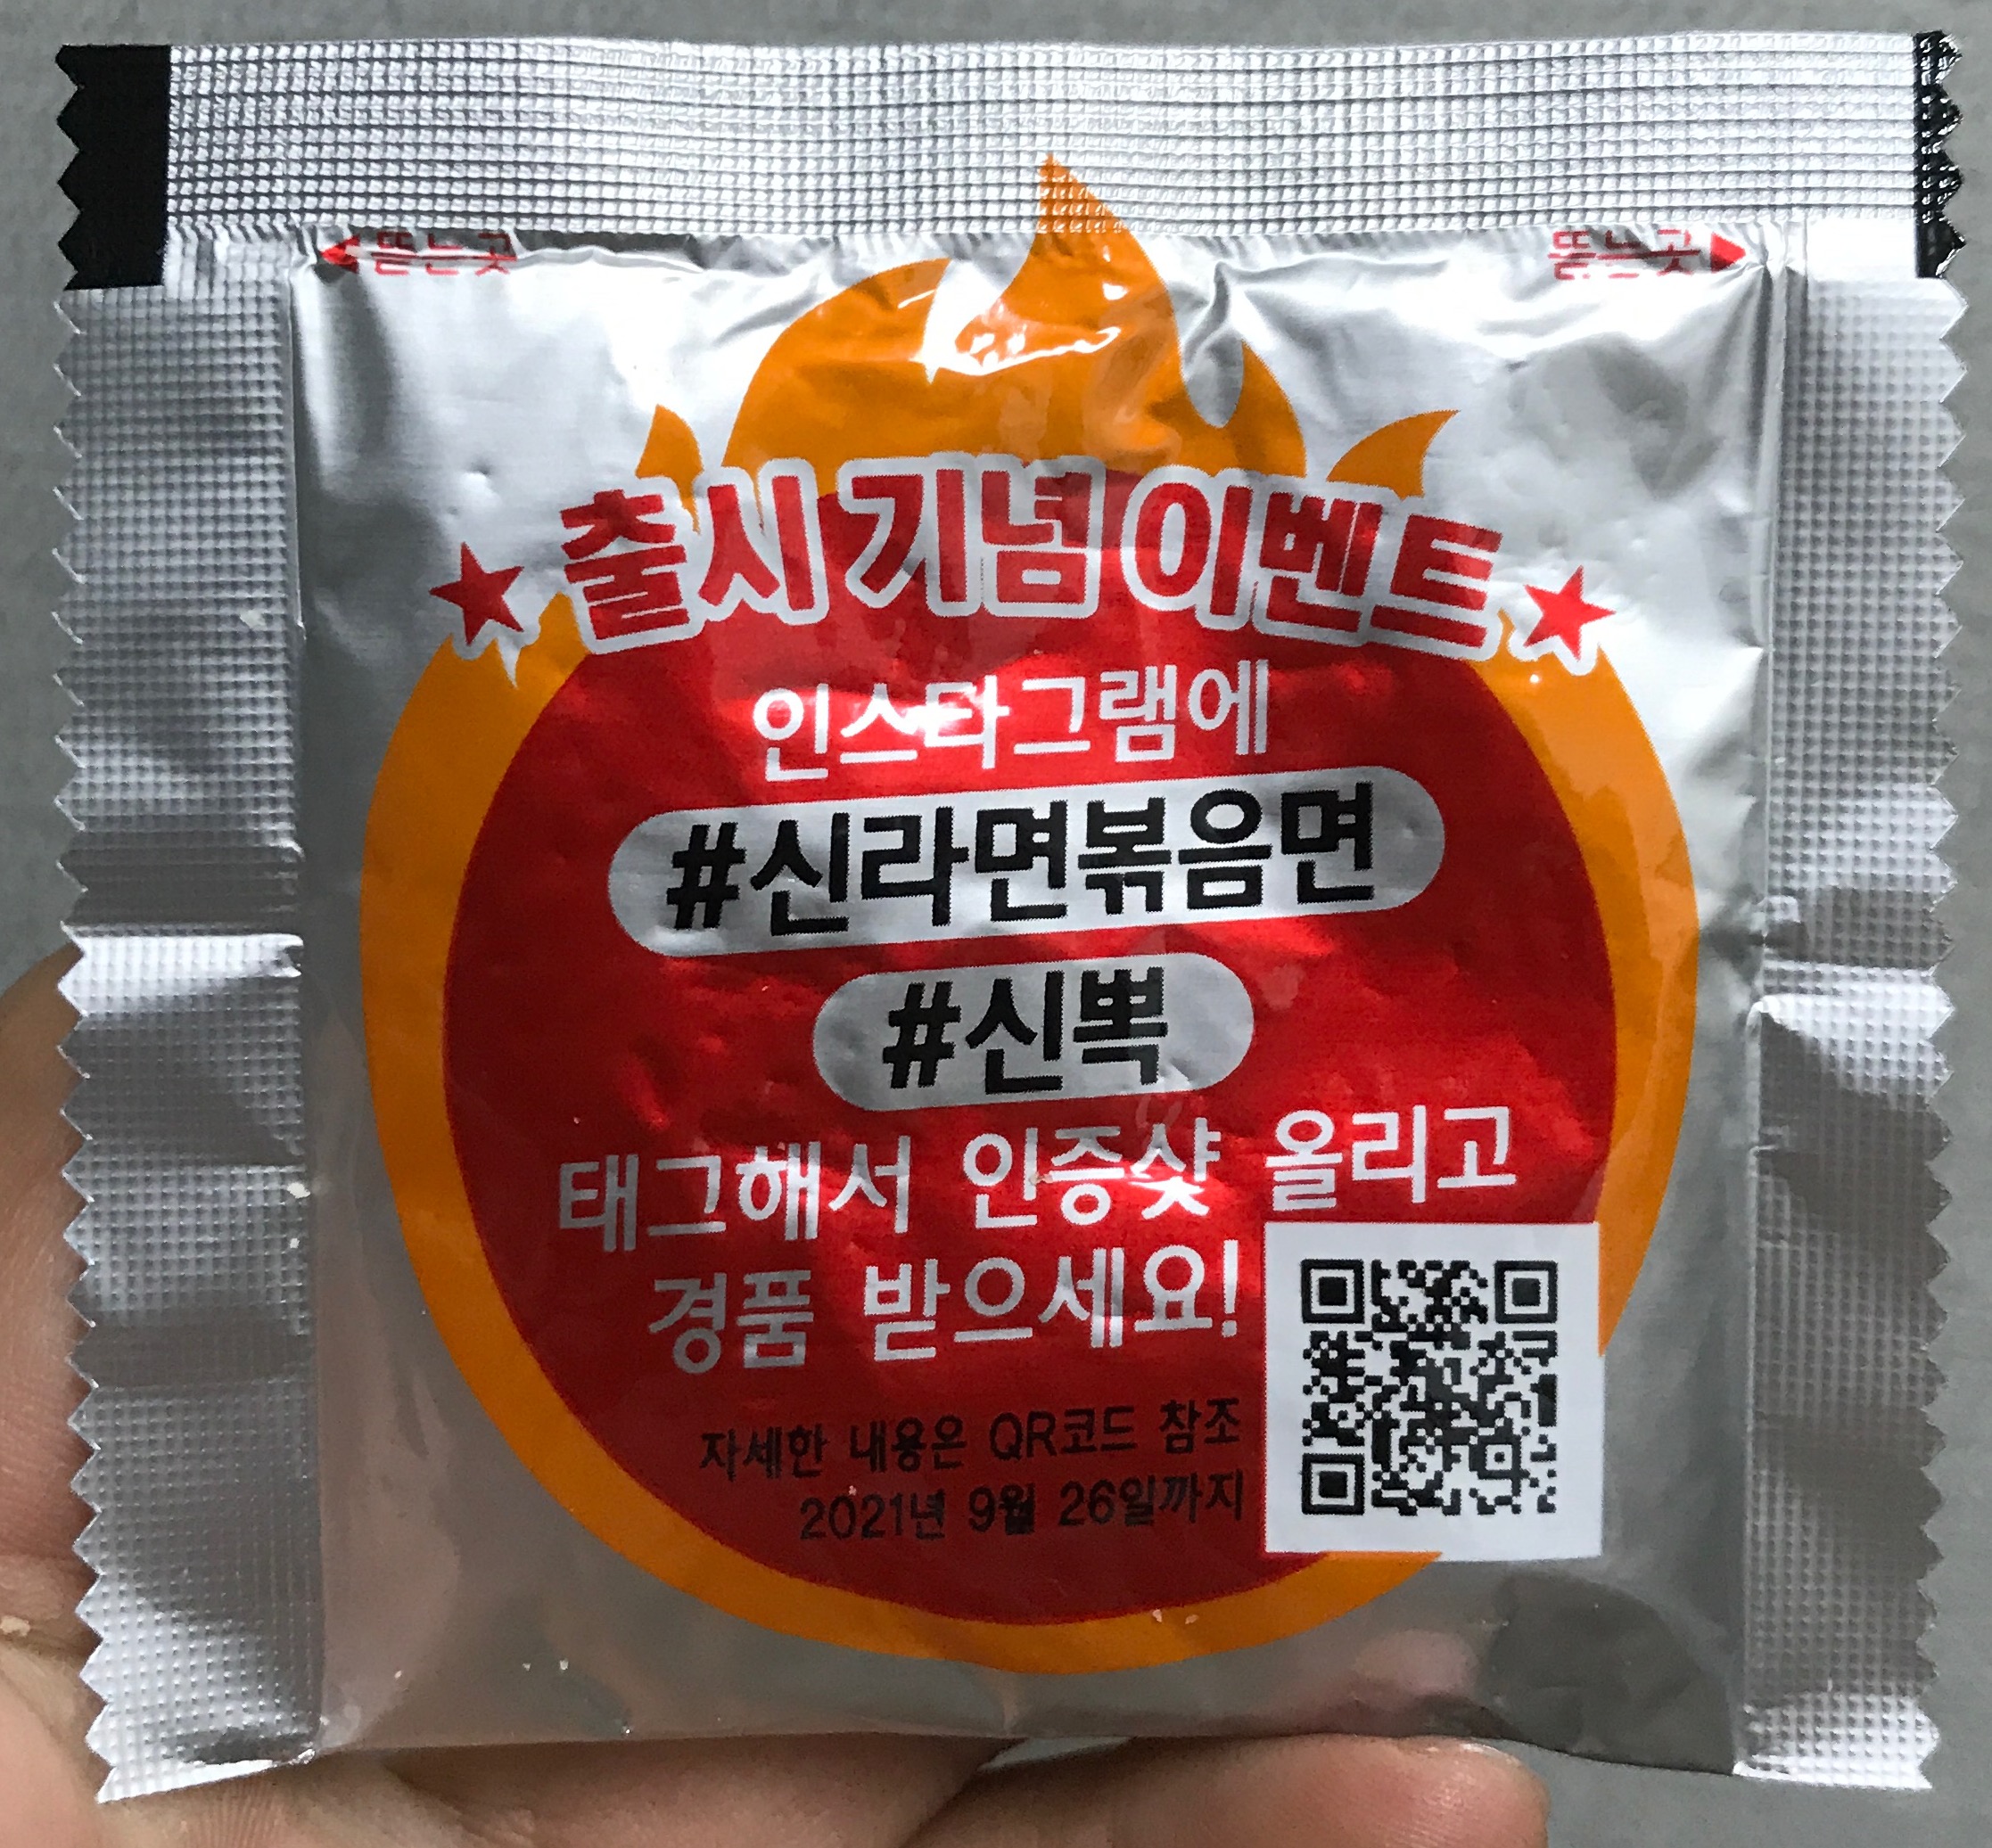 뜯는곳
뜯는곳
출시 기념 이벤트
인스타그램에
#신라면볶음면
#신뽁
태그해서 인증샷 올리고
경품 받으세요!
자세한 내용은 QR코드 참조
2021년 9월 26일까지